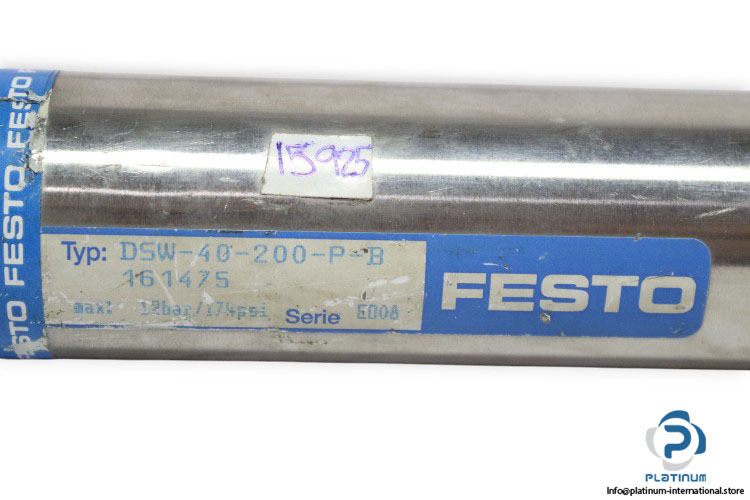 FESTO FESTO FESTO
15925
Typ: DSW-40-200-P-B
161475
max: 12bar/174psi Serie E008
FESTO
PLATINUM
Info@platinum-international.store